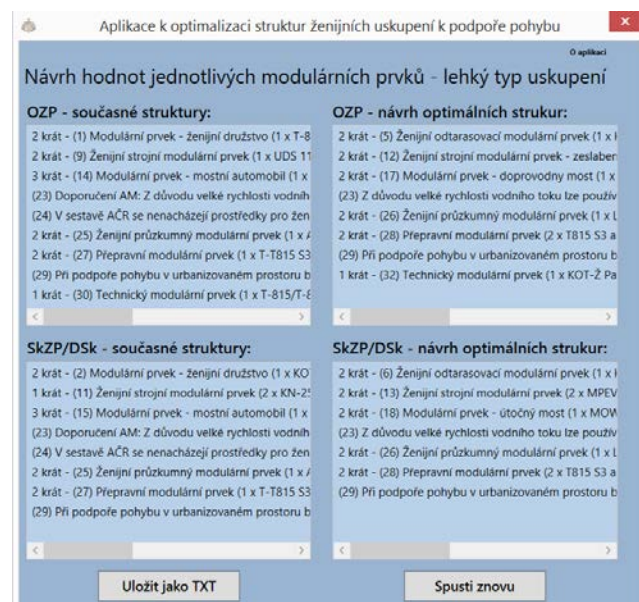 Aplikace k optimalizaci struktur ženijních uskupení k podpoře pohybu
x
O aplikaci
Návrh hodnot jednotlivých modulárních prvků - lehký typ uskupení
OZP - současné struktury:
2 krát - (1) Modulární prvek - ženijní družstvo (1 x T-8
2 krát - (9) Ženijní strojní modulární prvek (1 x UDS 11
3 krát - (14) Modulární prvek - mostní automobil (1 x
(23) Doporučení AM: Z důvodu velké rychlosti vodníh
(24) V sestavě AČR se nenacházejí prostředky pro žen
2 krát - (25) Ženijní průzkumný modulární prvek (1 x
2 krát - (27) Přepravní modulární prvek (1 x T-T815 S3
(29) Při podpoře pohybu v urbanizovaném prostoru b
1 krát - (30) Technický modulární prvek (1 x T-815/T-8
OZP - návrh optimálních strukur:
2 krát - (5) Ženijní odtarasovací modulární prvek (1 x
2 krát - (12) Ženijní strojní modulární prvek - zeslaben
2 krát - (17) Modulární prvek - doprovodný most (1 x
(23) Z důvodu velké rychlosti vodního toku lze použív
2 krát - (26) Ženijní průzkumný modulární prvek (1 x L
2 krát - (28) Přepravní modulární prvek (2 x T815 S3 a
(29) Při podpoře pohybu v urbanizovaném prostoru b
1 krát - (32) Technický modulární prvek (1 x KOT-Ž Pa
SkZP/DSk - současné struktury:
2 krát - (2) Modulární prvek - ženijní družstvo (1 x KO
1 krát - (11) Ženijní strojní modulární prvek (2 x KN-25
3 krát - (15) Modulární prvek - mostní automobil (1 x
(23) Doporučení AM: Z důvodu velké rychlosti vodníh
(24) V sestavě AČR se nenacházejí prostředky pro žen
2 krát - (25) Ženijní průzkumný modulární prvek (1 x
2 krát - (27) Přepravní modulární prvek (1 x T-T815 S3
(29) Při podpoře pohybu v urbanizovaném prostoru b
SkZP/DSk - návrh optimálních strukur:
2 krát - (6) Ženijní odtarasovací modulární prvek (1 x
2 krát - (13) Ženijní strojní modulární prvek (2 x MPEV
2 krát - (18) Modulární prvek - útočný most (1 x MOW
(23) Z důvodu velké rychlosti vodního toku lze použív
2 krát - (26) Ženijní průzkumný modulární prvek (1 x L
2 krát - (28) Přepravní modulární prvek (2 x T815 S3 a
(29) Při podpoře pohybu v urbanizovaném prostoru b
Uložit jako TXT
Spusti znovu